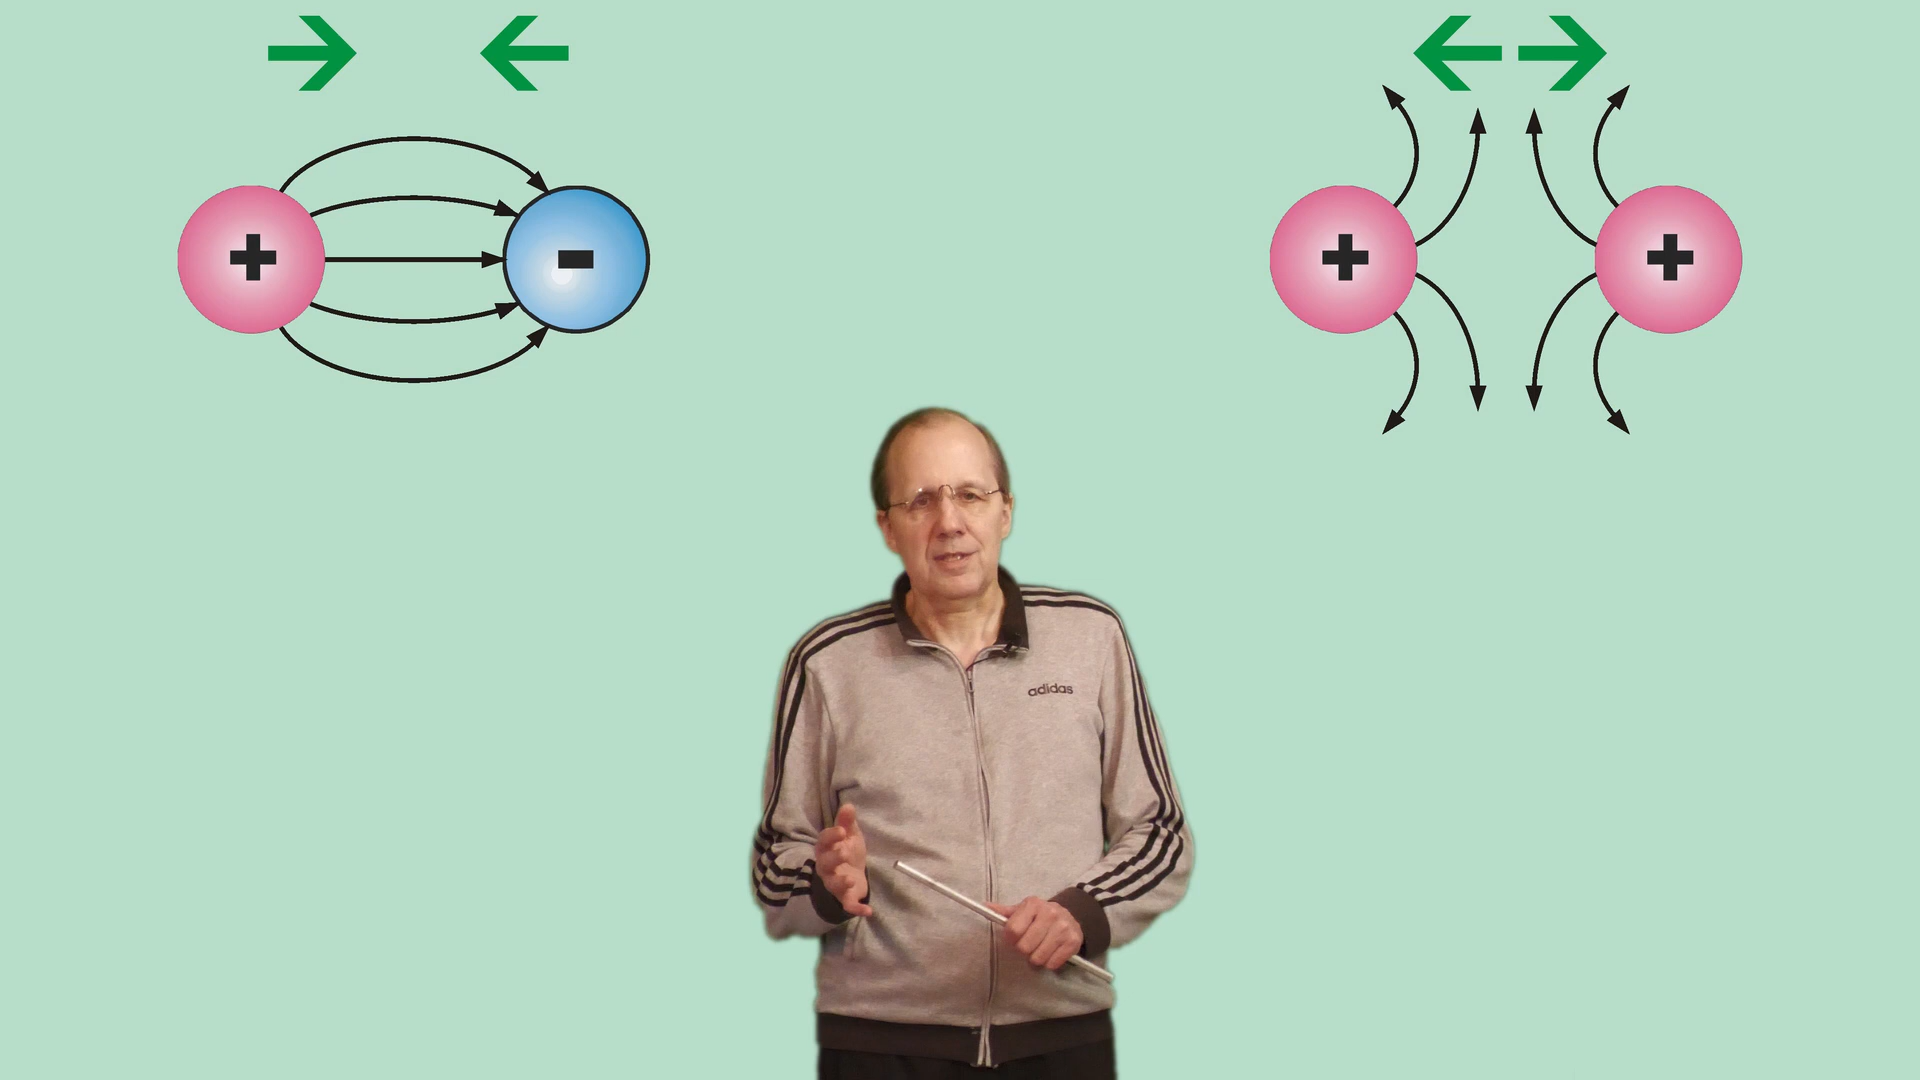 +
-
+
+
adidas